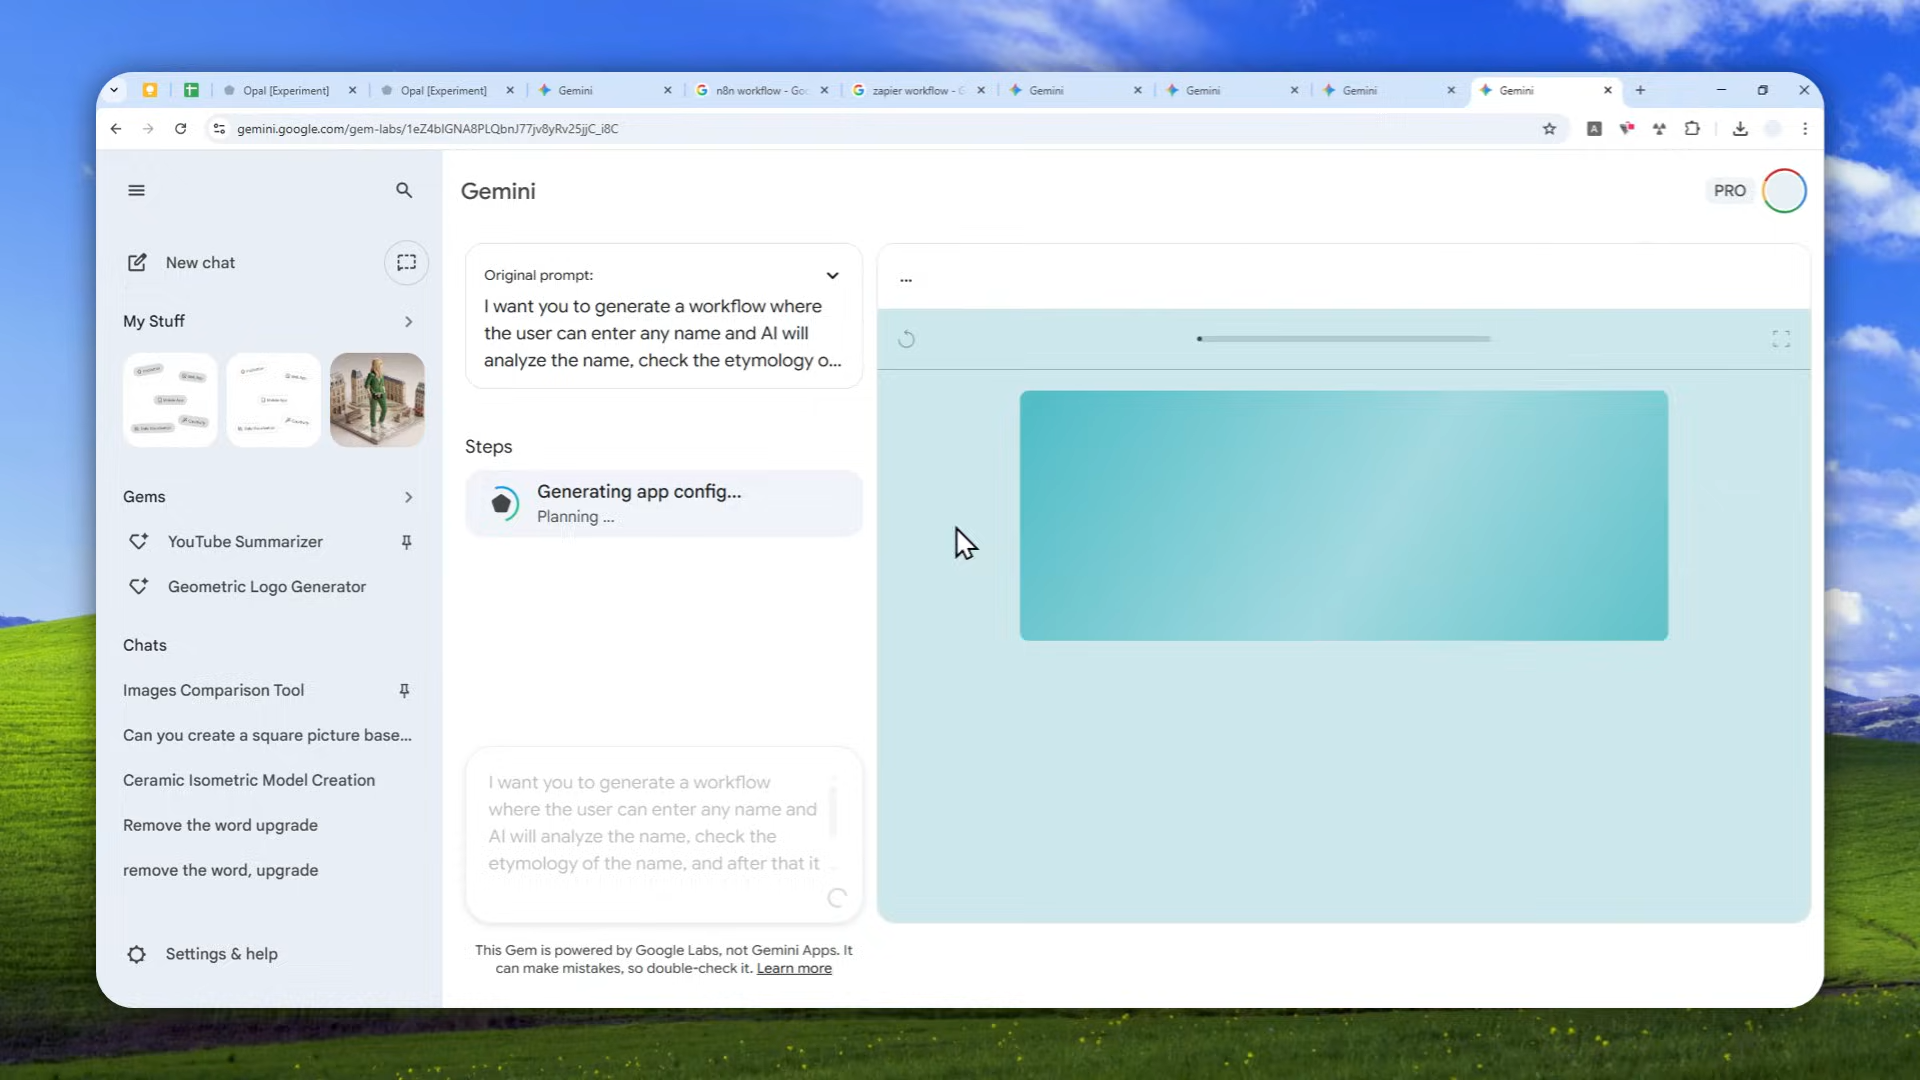 Opal [Experiment]
Opal [Experiment]
Gemini
n8n workflow - Goo
zapier workflow - G
Gemini
Gemini
Gemini
Gemini
gemini.google.com/gem-labs/1eZ4bIGNA8PLQbnJ77jv8yRv25jjC_i8C
Gemini
PRO
New chat
My Stuff
Gems
YouTube Summarizer
Geometric Logo Generator
Chats
Images Comparison Tool
Can you create a square picture base...
Ceramic Isometric Model Creation
Remove the word upgrade
remove the word, upgrade
Settings & help
Original prompt:
I want you to generate a workflow where
the user can enter any name and AI will
analyze the name, check the etymology o...
Steps
Generating app config...
Planning ...
I want you to generate a workflow
where the user can enter any name and
AI will analyze the name, check the
etymology of the name, and after that it
This Gem is powered by Google Labs, not Gemini Apps. It
can make mistakes, so double-check it. Learn more
...